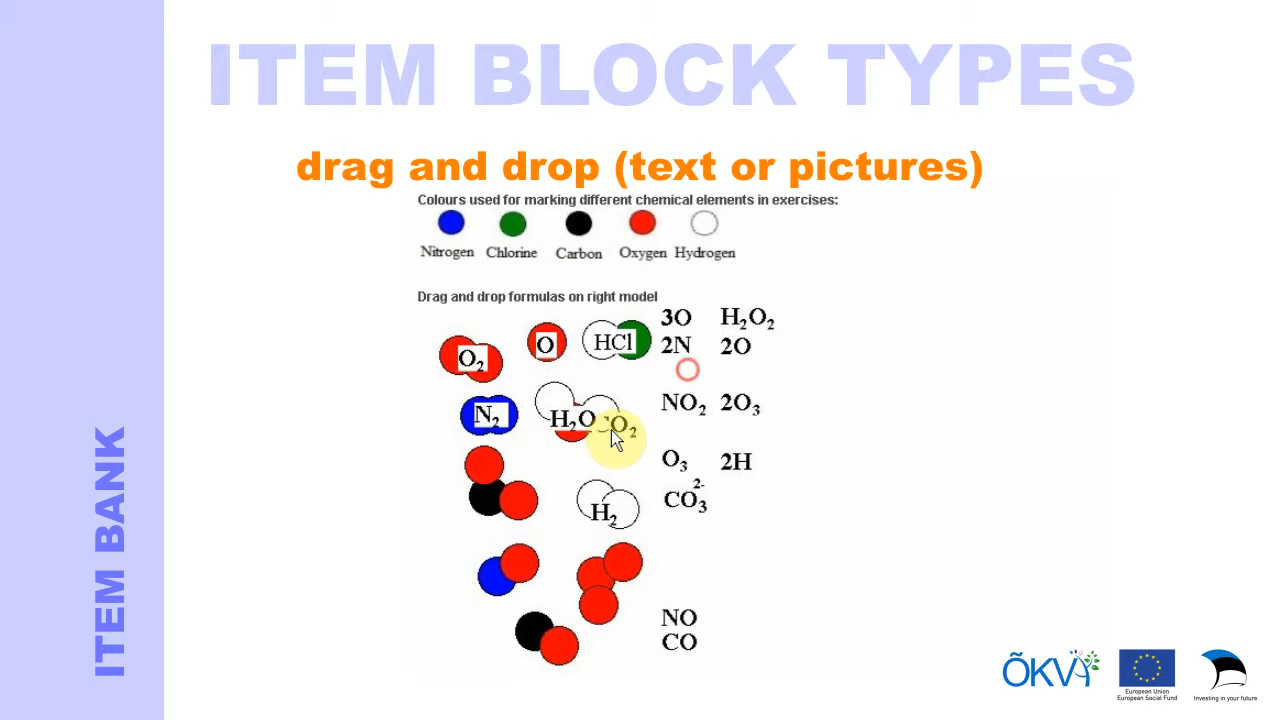 ITEM BLOCK TYPES
drag and drop (text or pictures)
Colours used for marking different chemical elements in exercises:
Nitrogen Chlorine Carbon Oxygen Hydrogen
Drag and drop formulas on right model
3O H₂O₂
O₂ O HCl 2N 2O
N₂ H₂O CO₂ NO₂ 2O₃
O₃ 2H
H₂ CO₃²⁻
NO
CO
ITEM BANK
ÕKVA
European Union
European Social Fund
Investing in your future